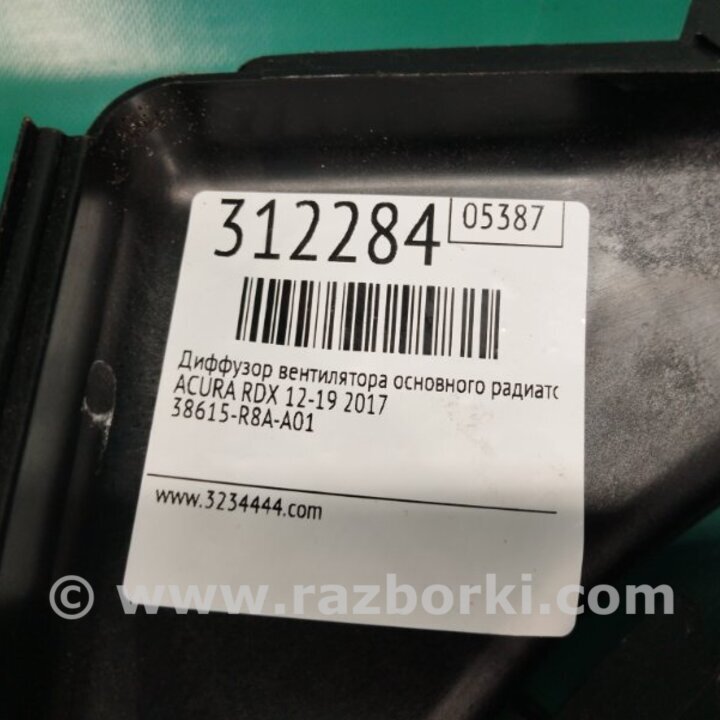 312284
05387
Диффузор вентилятора основного
ACURA RDX 12-19 2017
38615-R8A-A01
www.3234444.com
© www.razborki.com